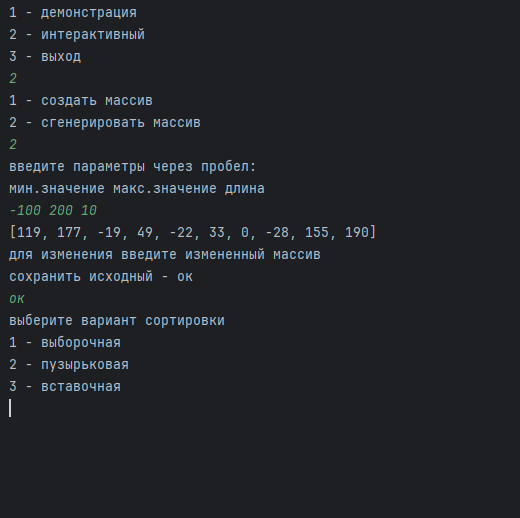 1 - демонстрация
2 - интерактивный
3 - выход
2
1 - создать массив
2 - сгенерировать массив
2
введите параметры через пробел:
мин.значение макс.значение длина
-100 200 10
[119, 177, -19, 49, -22, 33, 0, -28, 155, 190]
для изменения введите измененный массив
сохранить исходный - ок
ок
выберите вариант сортировки
1 - выборочная
2 - пузырьковая
3 - вставочная